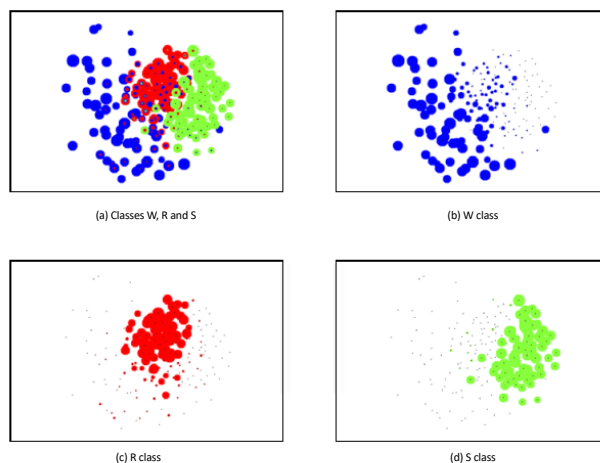 (a) Classes W, R and S
(b) W class
(c) R class
(d) S class